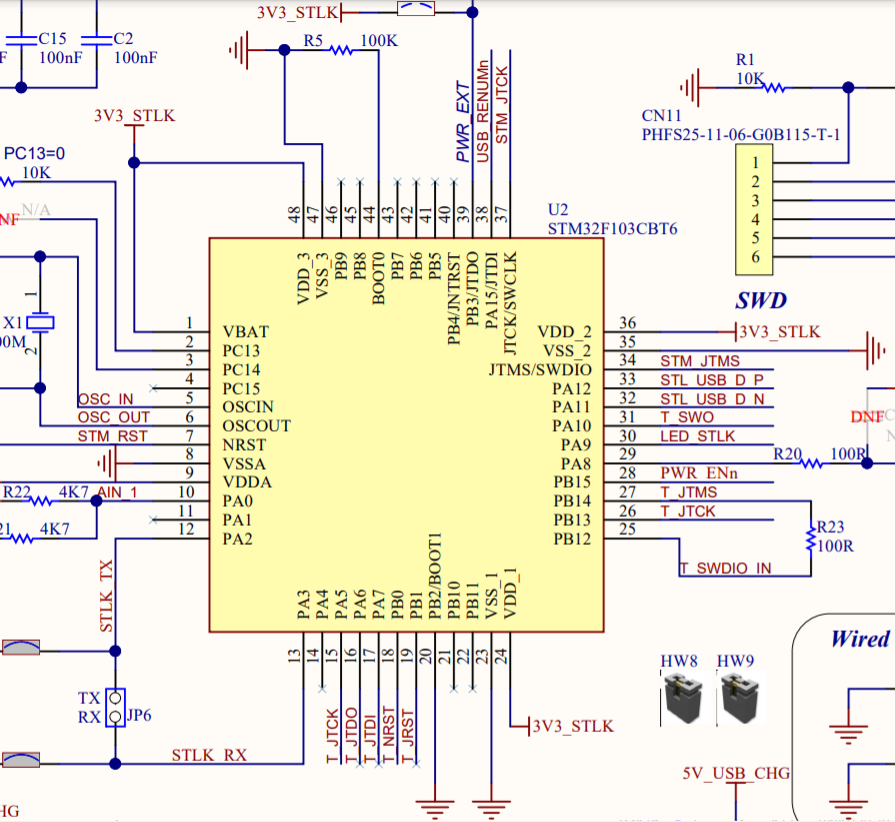 3V3_STLK
C15
100nF
C2
100nF
R5
100K
PWR_EXT
USB_RENUMn
STM_JTCK
R1
10K
CN11
PHFS25-11-06-G0B115-T-1
1
2
3
4
5
6
SWD
3V3_STLK
PC13=0
10K
N/A
X1
1
2
U2
STM32F103CBT6
48
47
46
45
44
43
42
41
40
39
38
37
VDD_3
VSS_3
PB9
PB8
BOOT0
PB7
PB6
PB5
PB4/JNTRST
PB3/JTDO
PA15/JTDI
JTCK/SWCLK
1 VBAT
2 PC13
3 PC14
4 PC15
OSC_IN 5 OSCIN
OSC_OUT 6 OSCOUT
STM_RST 7 NRST
8 VSSA
9 VDDA
R22 4K7 AIN_1 10 PA0
11 PA1
4K7 12 PA2
VDD_2 36 3V3_STLK
VSS_2 35
JTMS/SWDIO 34 STM_JTMS
PA12 33 STL_USB_D_P
PA11 32 STL_USB_D_N
PA10 31 T_SWO
PA9 30 LED_STLK
PA8 29 R20 100R
PB15 28 PWR_ENn
PB14 27 T_JTMS
PB13 26 T_JTCK
PB12 25
DNF
R23
100R
T_SWDIO_IN
PA3
PA4
PA5
PA6
PA7
PB0
PB1
PB2/BOOT1
PB10
PB11
VSS_1
VDD_1
13
14
15
16
17
18
19
20
21
22
23
24
STLK_TX
TX
RX
JP6
STLK_RX
T_JTCK
T_JTDO
T_JTDI
T_NRST
T_JRST
3V3_STLK
HW8
HW9
Wired
5V_USB_CHG